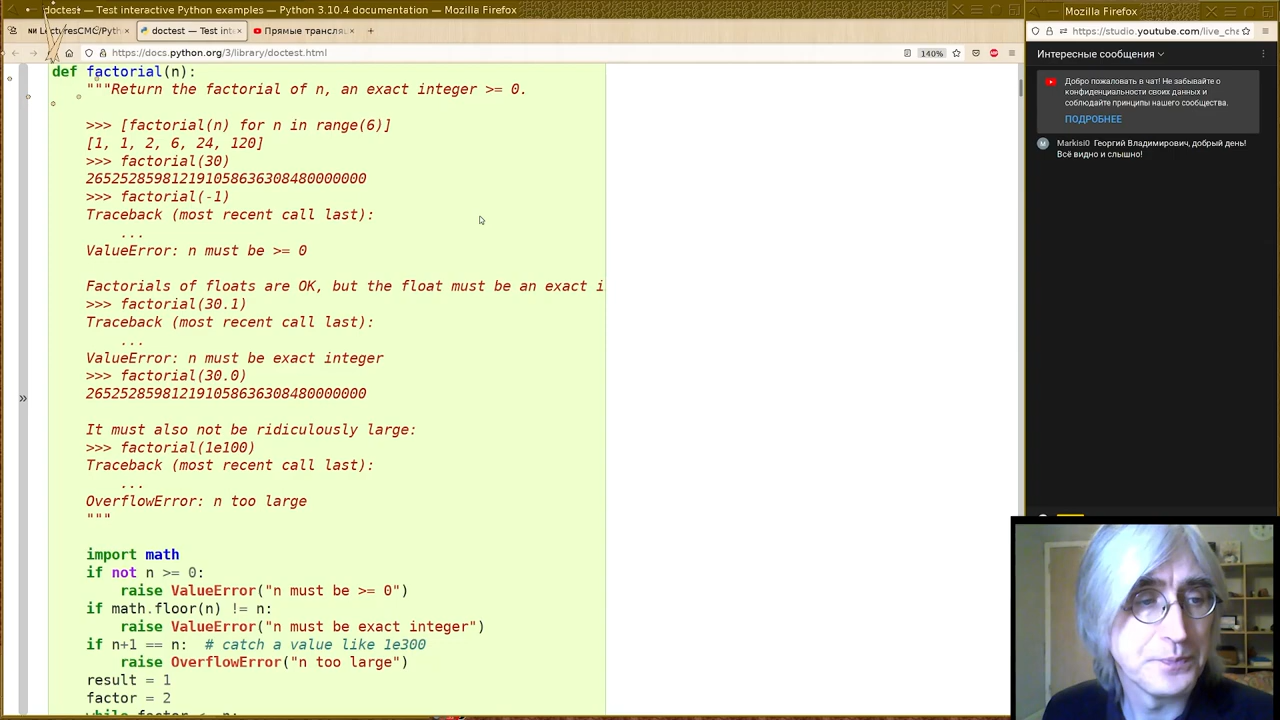 doctest — Test interactive Python examples — Python 3.10.4 documentation — Mozilla Firefox
LecturesCMC/Pyth
doctest — Test inte
Прямые трансляц
https://docs.python.org/3/library/doctest.html
140%
def factorial(n):
"""Return the factorial of n, an exact integer >= 0.
>>> [factorial(n) for n in range(6)]
[1, 1, 2, 6, 24, 120]
>>> factorial(30)
265252859812191058636308480000000
>>> factorial(-1)
Traceback (most recent call last):
...
ValueError: n must be >= 0
Factorials of floats are OK, but the float must be an exact i
>>> factorial(30.1)
Traceback (most recent call last):
...
ValueError: n must be exact integer
>>> factorial(30.0)
265252859812191058636308480000000
It must also not be ridiculously large:
>>> factorial(1e100)
Traceback (most recent call last):
...
OverflowError: n too large
"""
import math
if not n >= 0:
raise ValueError("n must be >= 0")
if math.floor(n) != n:
raise ValueError("n must be exact integer")
if n+1 == n:  # catch a value like 1e300
raise OverflowError("n too large")
result = 1
factor = 2
while factor <= n:
»
Mozilla Firefox
https://studio.youtube.com/live_cha
Интересные сообщения
Добро пожаловать в чат! Не забывайте о
конфиденциальности своих данных и
соблюдайте принципы нашего сообщества.
ПОДРОБНЕЕ
M
Markisi0 Георгий Владимирович, добрый день!
Всё видно и слышно!